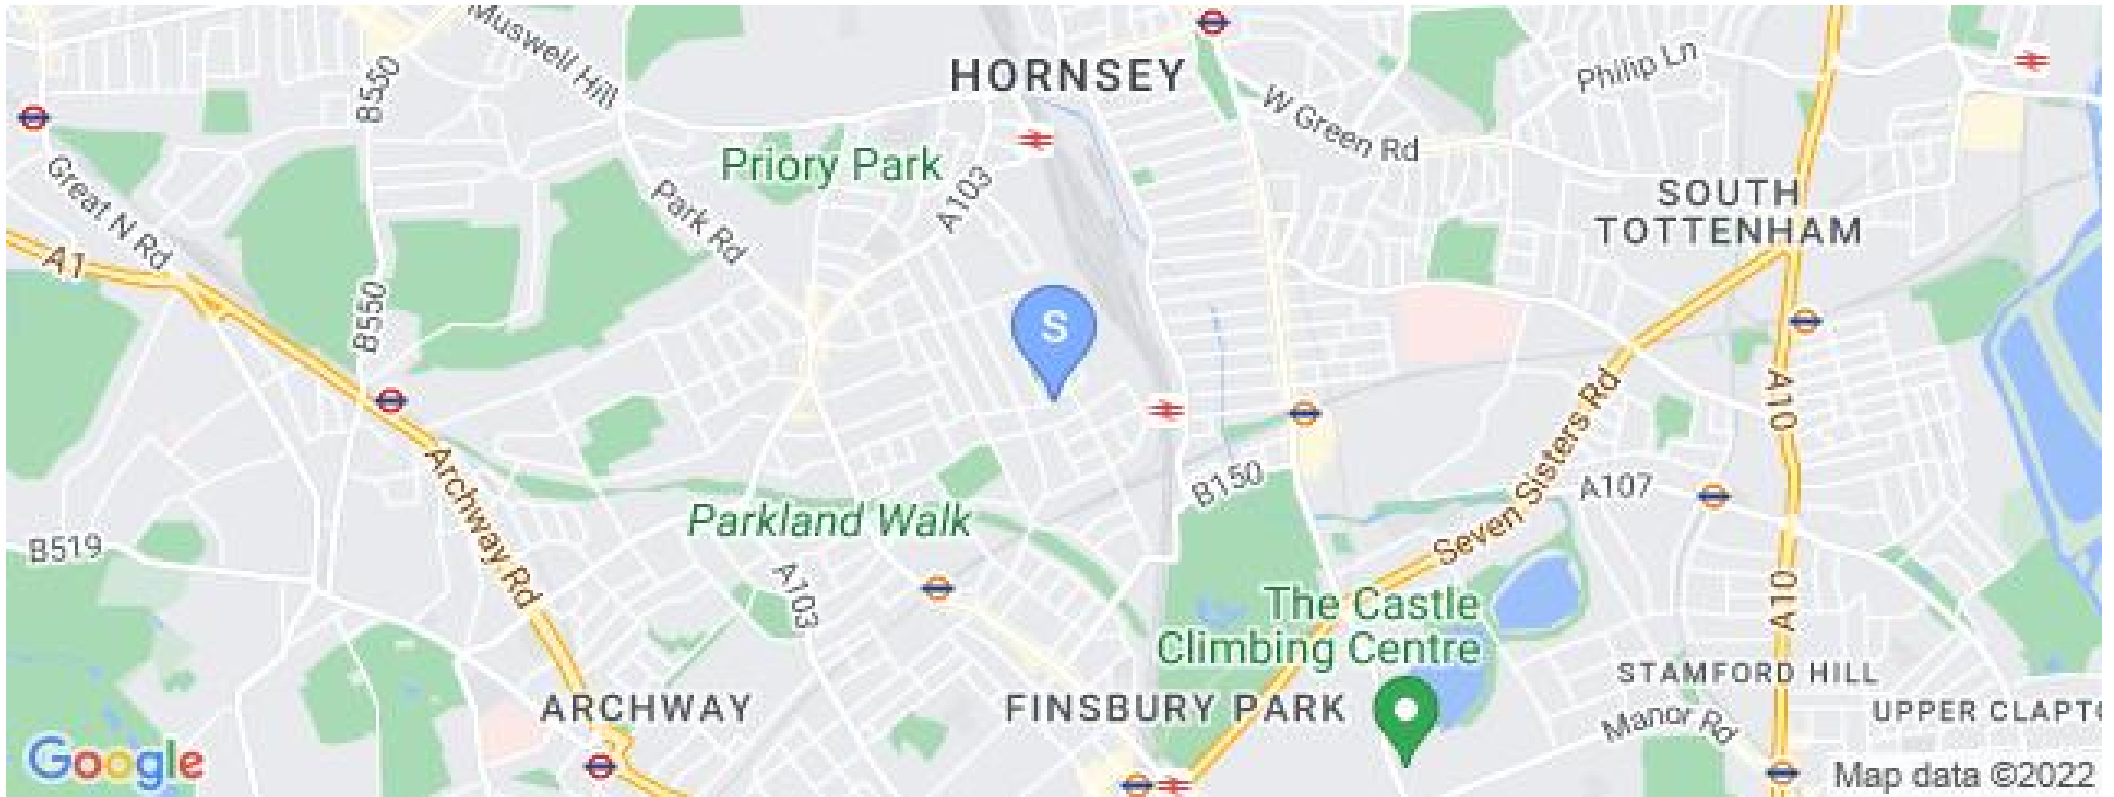 Muswell Hill
B550
HORNSEY
Philip Ln
W Green Rd
Priory Park
Great N Rd
Park Rd
A103
SOUTH
TOTTENHAM
A1
B550
S
A10
Archway Rd
Seven Sisters Rd
B150
A107
Parkland Walk
B519
A103
A10
The Castle
Climbing Centre
STAMFORD HILL
ARCHWAY
FINSBURY PARK
Manor Rd
UPPER CLAPTO
Google
Map data ©2022